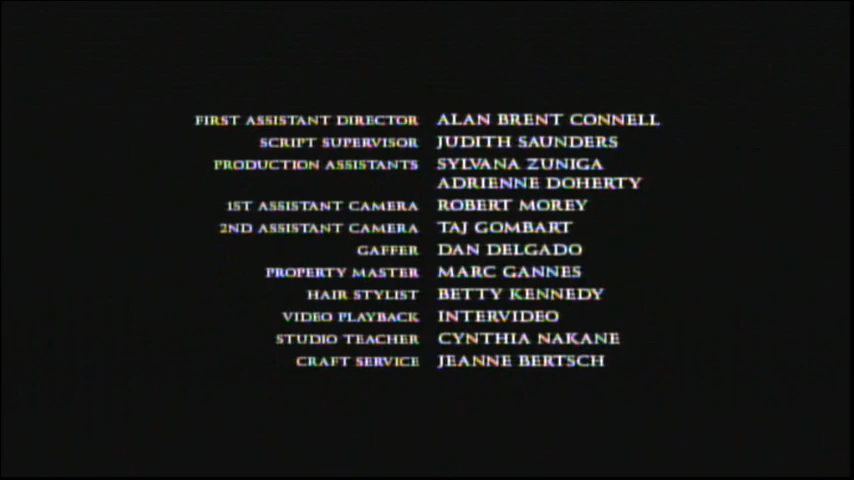 FIRST ASSISTANT DIRECTOR ALAN BRENT CONNELL
SCRIPT SUPERVISOR JUDITH SAUNDERS
PRODUCTION ASSISTANTS SYLVANA ZUNIGA
ADRIENNE DOHERTY
1ST ASSISTANT CAMERA ROBERT MOREY
2ND ASSISTANT CAMERA TAJ GOMBART
GAFFER DAN DELGADO
PROPERTY MASTER MARC GANNES
HAIR STYLIST BETTY KENNEDY
VIDEO PLAYBACK INTERVIDEO
STUDIO TEACHER CYNTHIA NAKANE
CRAFT SERVICE JEANNE BERTSCH